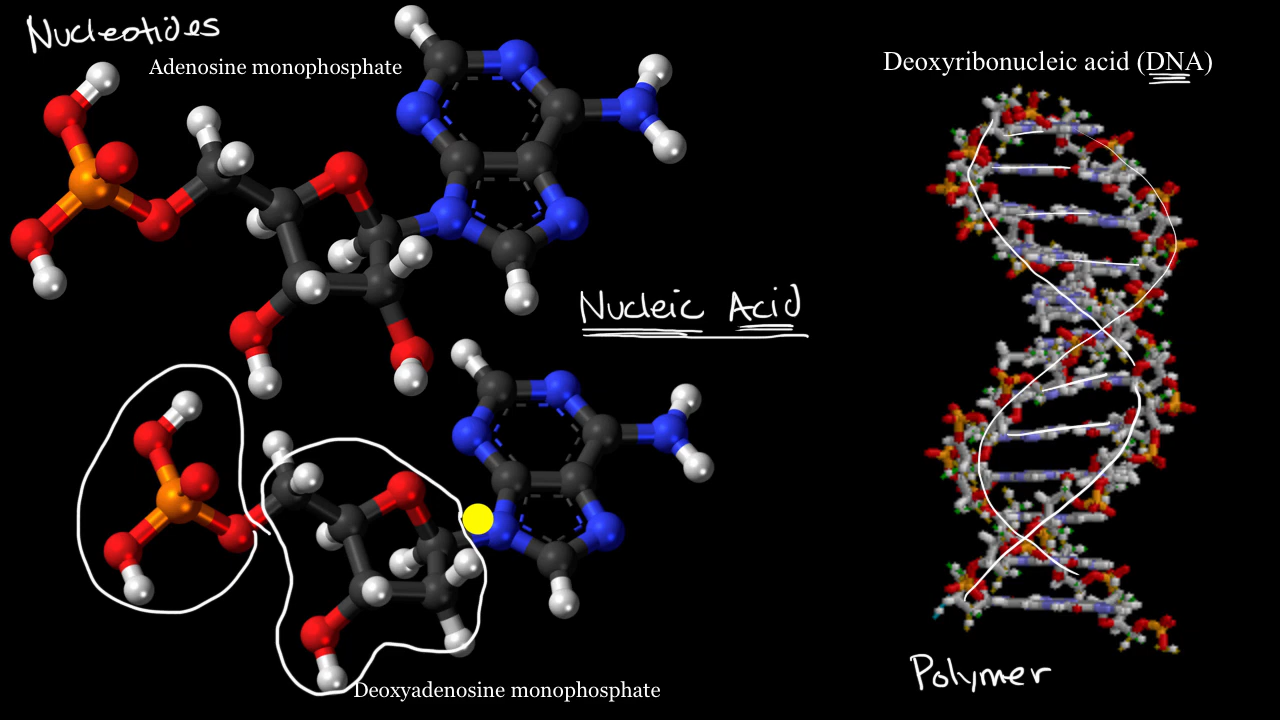 Nucleotides
Adenosine monophosphate
Deoxyribonucleic acid (DNA)
Nucleic Acid
Deoxyadenosine monophosphate
Polymer